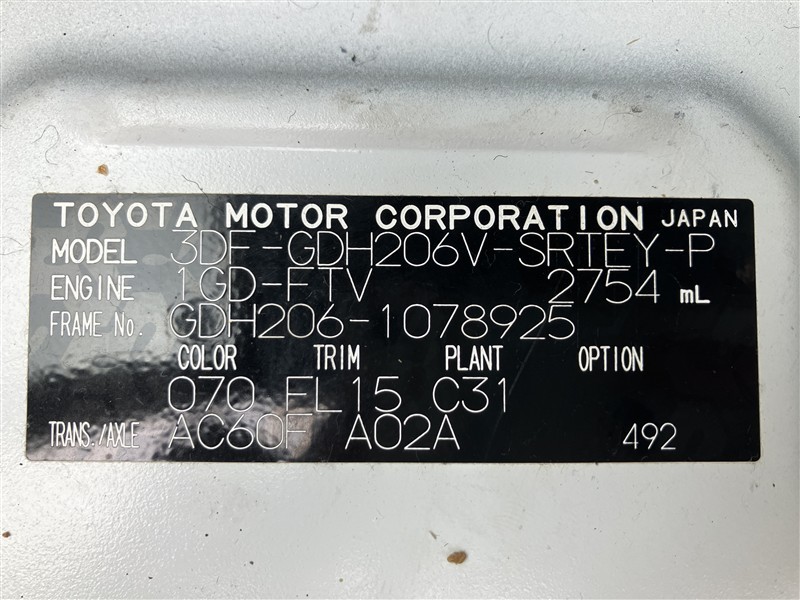 TOYOTA MOTOR CORPORATION JAPAN
MODEL 3DF-GDH206V-SRTEY-P
ENGINE 1GD-FTV 2754 mL
FRAME No. GDH206-1078925
COLOR TRIM PLANT OPTION
070 FL15 C31
TRANS./AXLE AC60F A02A 492